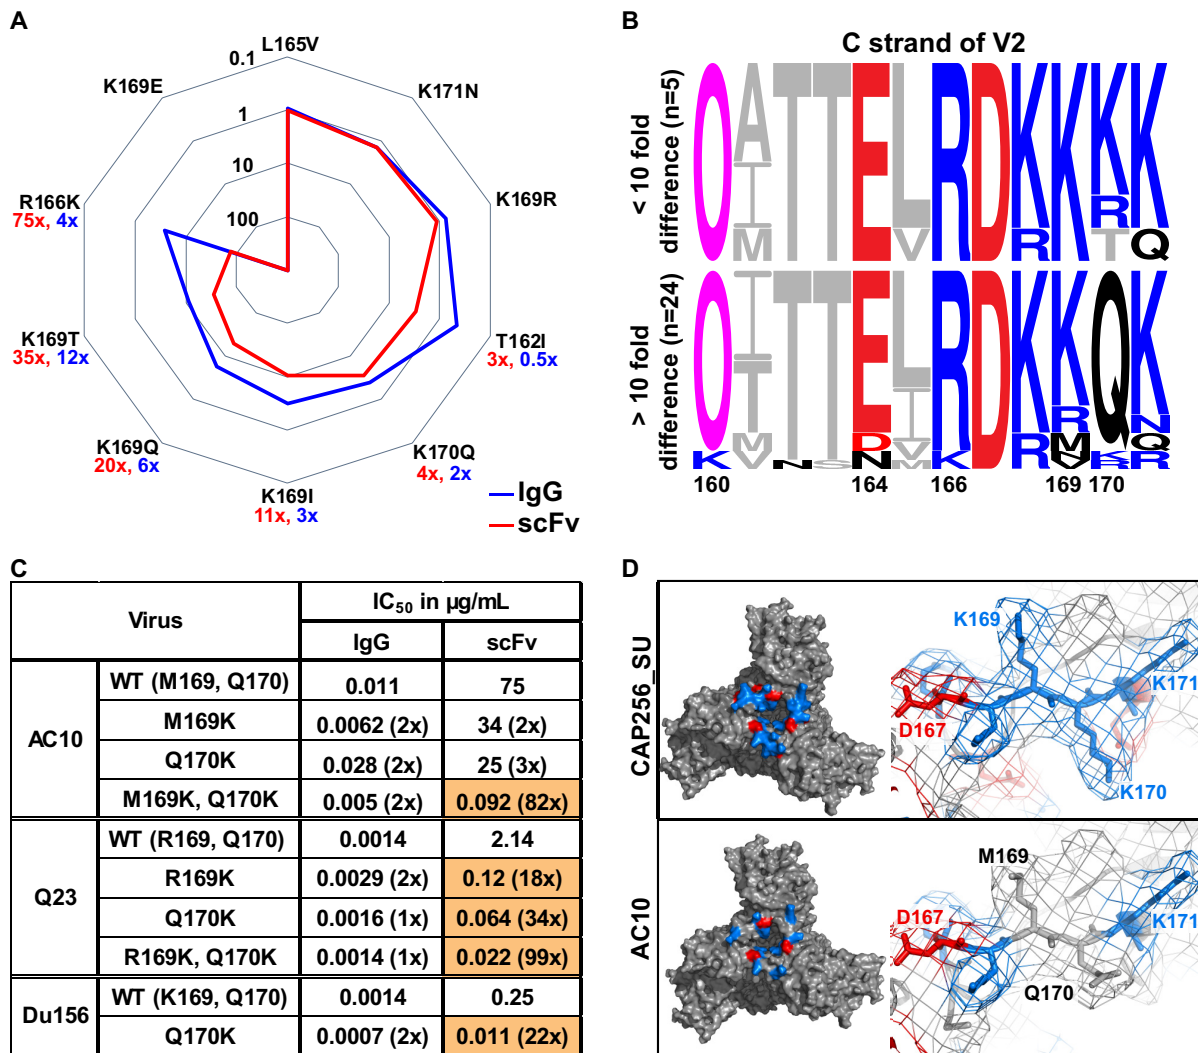 A
L165V
0.1
K169E
K171N
1
10
100
R166K
75x, 4x
K169R
K169T
35x, 12x
T162I
3x, 0.5x
K169Q
20x, 6x
K170Q
4x, 2x
K169I
11x, 3x
IgG
scFv
B
C strand of V2
< 10 fold
difference (n=5)
O A I M T T E L V R D K R K K R T K Q
> 10 fold
difference (n=24)
O K I T V M T N T S E D N L I V M R K D K R K R M V Q K R K N Q R
160 164 166 169 170
C
Virus
IC50 in µg/mL
IgG scFv
AC10
WT (M169, Q170) 0.011 75
M169K 0.0062 (2x) 34 (2x)
Q170K 0.028 (2x) 25 (3x)
M169K, Q170K 0.005 (2x) 0.092 (82x)
Q23
WT (R169, Q170) 0.0014 2.14
R169K 0.0029 (2x) 0.12 (18x)
Q170K 0.0016 (1x) 0.064 (34x)
R169K, Q170K 0.0014 (1x) 0.022 (99x)
Du156
WT (K169, Q170) 0.0014 0.25
Q170K 0.0007 (2x) 0.011 (22x)
D
CAP256_SU
K169
K171
D167
K170
AC10
M169
D167
K171
Q170